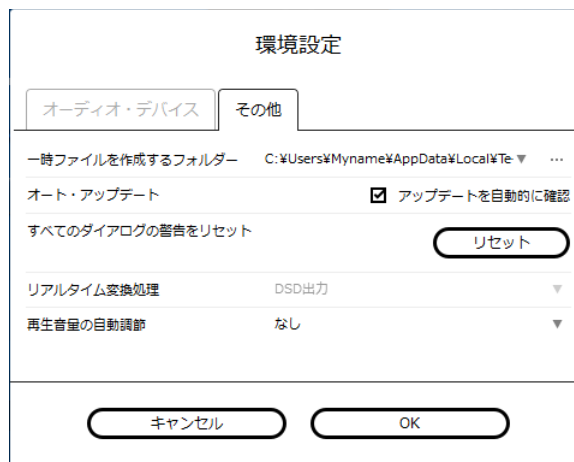 環境設定
オーディオ・デバイス その他
一時ファイルを作成するフォルダー C:¥Users¥Myname¥AppData¥Local¥Te ...
オート・アップデート アップデートを自動的に確認
すべてのダイアログの警告をリセット リセット
リアルタイム変換処理 DSD出力
再生音量の自動調節 なし
キャンセル OK